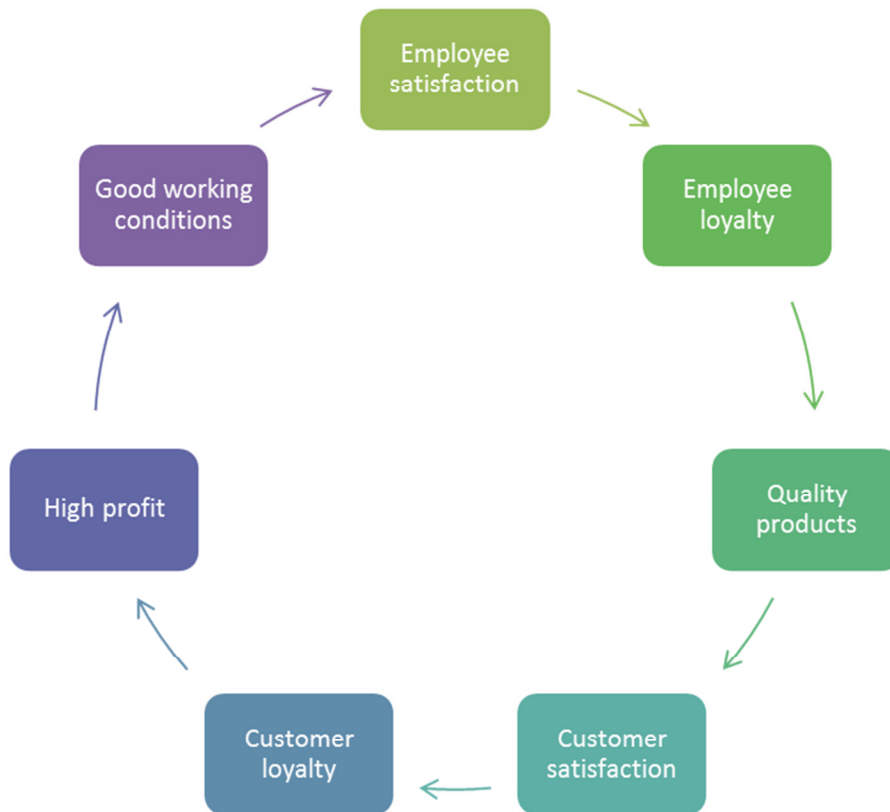 Employee
satisfaction
Employee
loyalty
Quality
products
Customer
satisfaction
Customer
loyalty
High profit
Good working
conditions